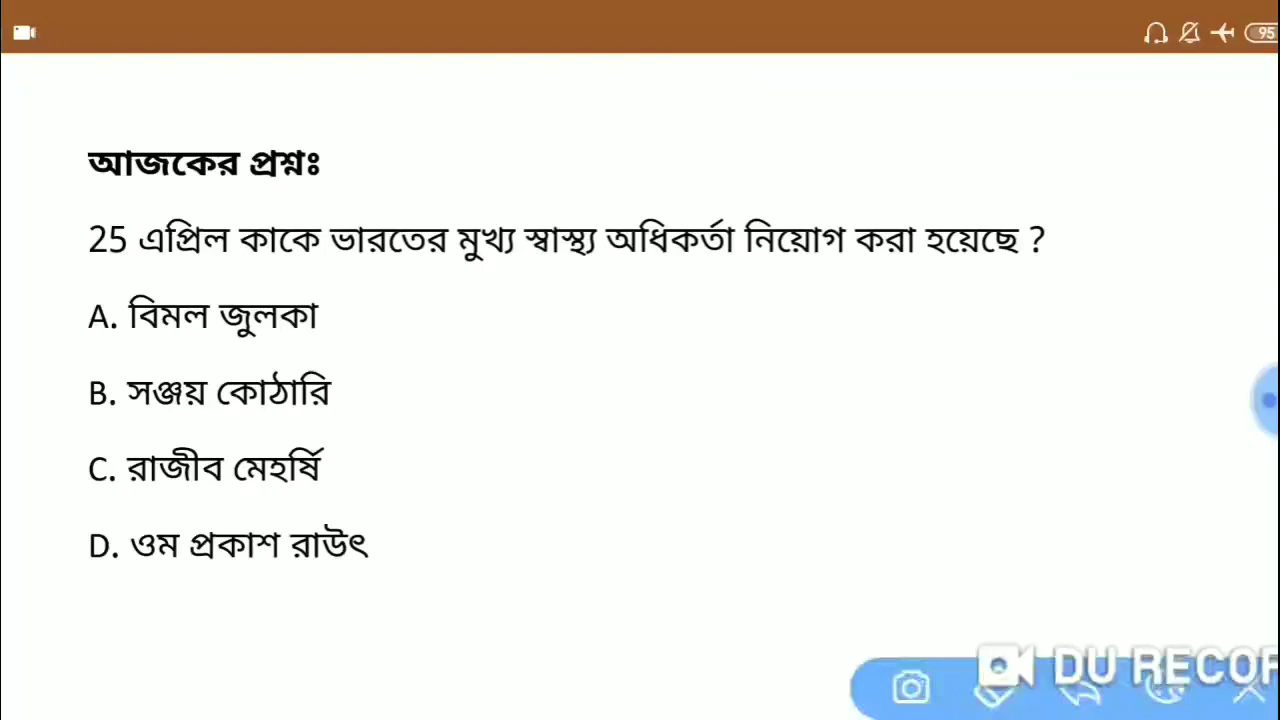 95
আজকের প্রশ্নঃ
25 এপ্রিল কাকে ভারতের মুখ্য স্বাস্থ্য অধিকর্তা নিয়োগ করা হয়েছে ?
A. বিমল জুলকা
B. সঞ্জয় কোঠারি
C. রাজীব মেহর্ষি
D. ওম প্রকাশ রাউৎ
DU RECOR